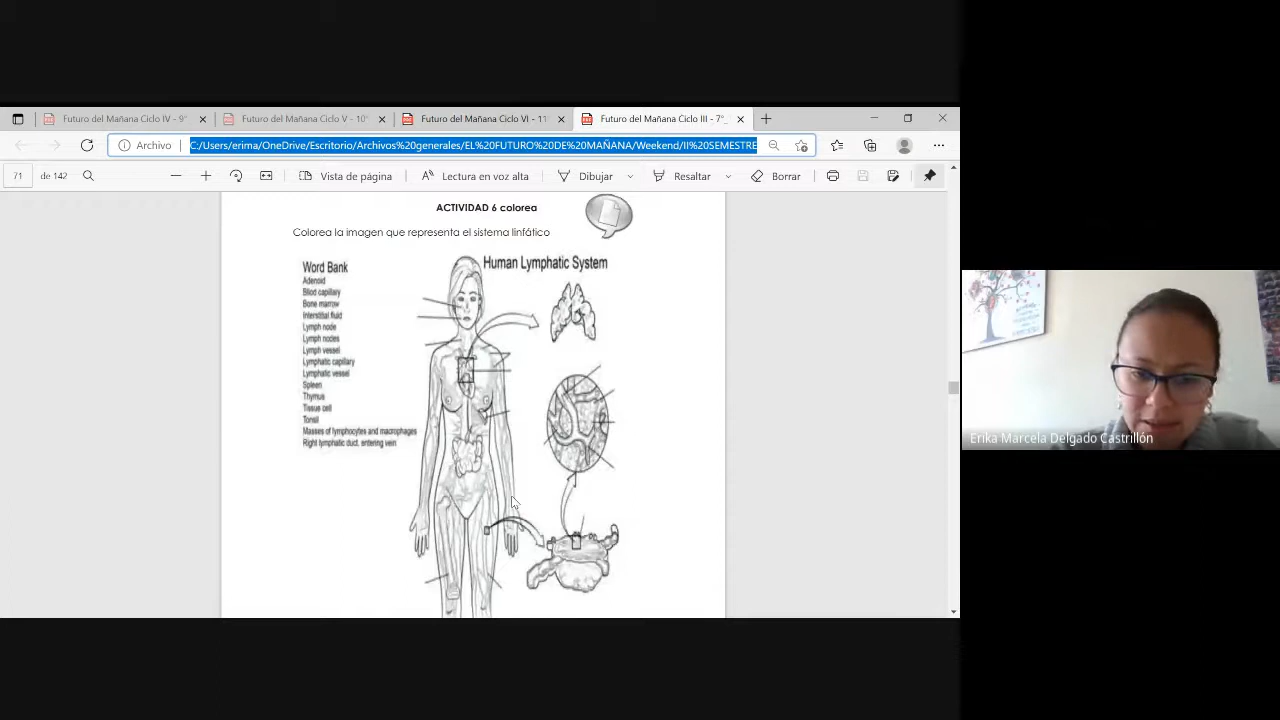 Futuro del Mañana Ciclo IV - 9°
Futuro del Mañana Ciclo V - 10°
Futuro del Mañana Ciclo VI - 11
Futuro del Mañana Ciclo III - 7°_
Archivo
C:/Users/erima/OneDrive/Escritorio/Archivos%20generales/EL%20FUTURO%20DE%20MAÑANA/Weekend/II%20SEMESTRE
71 de 142
Vista de página
Lectura en voz alta
Dibujar
Resaltar
Borrar
ACTIVIDAD 6 colorea
Colorea la imagen que representa el sistema linfático
Human Lymphatic System
Word Bank
Adenoid
Blood capillary
Bone marrow
Interstitial fluid
Lymph node
Lymph nodes
Lymph vessel
Lymphatic capillary
Lymphatic vessel
Spleen
Thymus
Tissue cell
Tonsil
Masses of lymphocytes and macrophages
Right lymphatic duct, entering vein
Erika Marcela Delgado Castrillón